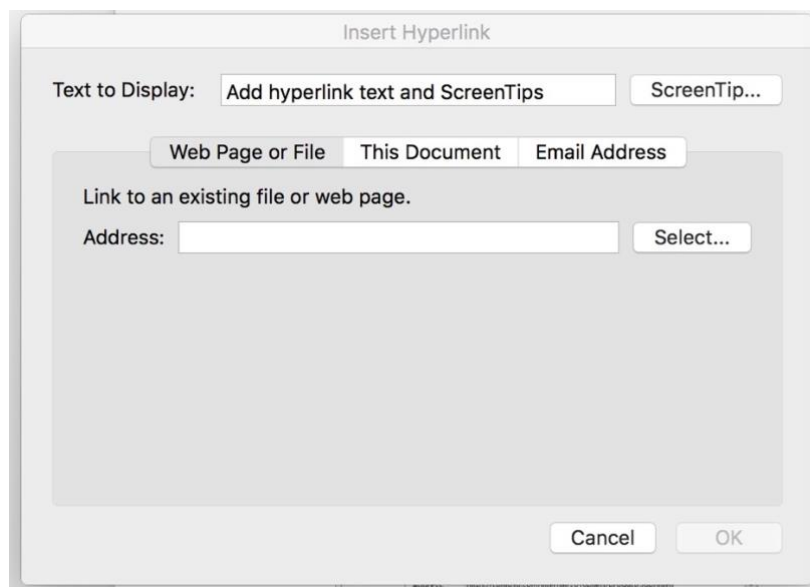 Insert Hyperlink
Text to Display: Add hyperlink text and ScreenTips ScreenTip...
Web Page or File This Document Email Address
Link to an existing file or web page.
Address: Select...
Cancel OK